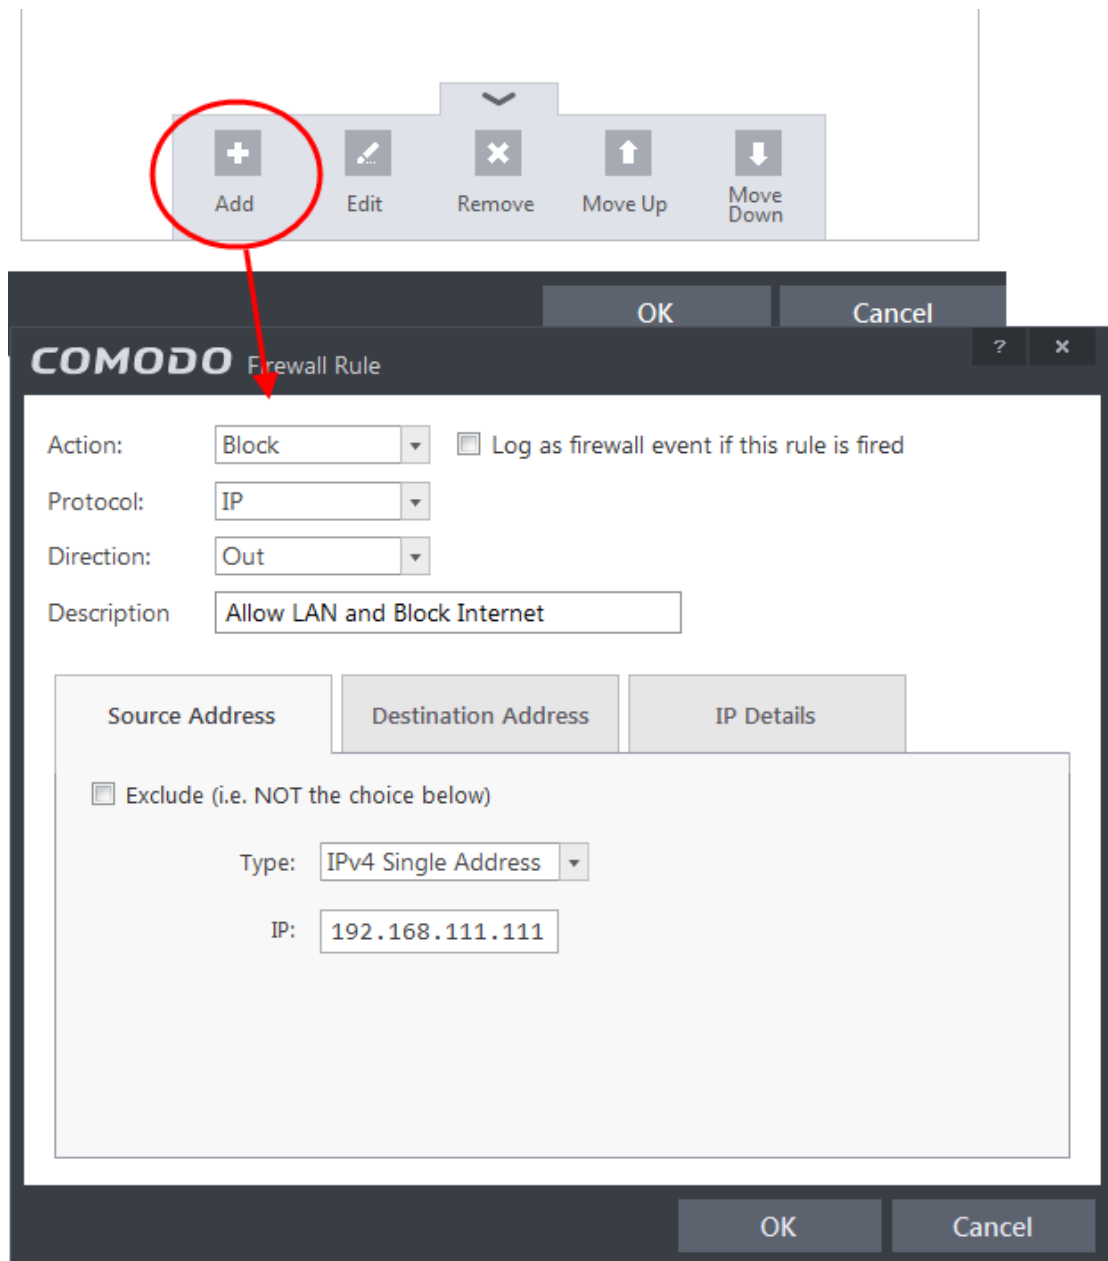 Add
Edit
Remove
Move Up
Move
Down
OK
Cancel
COMODO Firewall Rule
? ×
Action:
Block
Log as firewall event if this rule is fired
Protocol:
IP
Direction:
Out
Description
Allow LAN and Block Internet
Source Address
Destination Address
IP Details
Exclude (i.e. NOT the choice below)
Type:
IPv4 Single Address
IP:
192.168.111.111
OK
Cancel